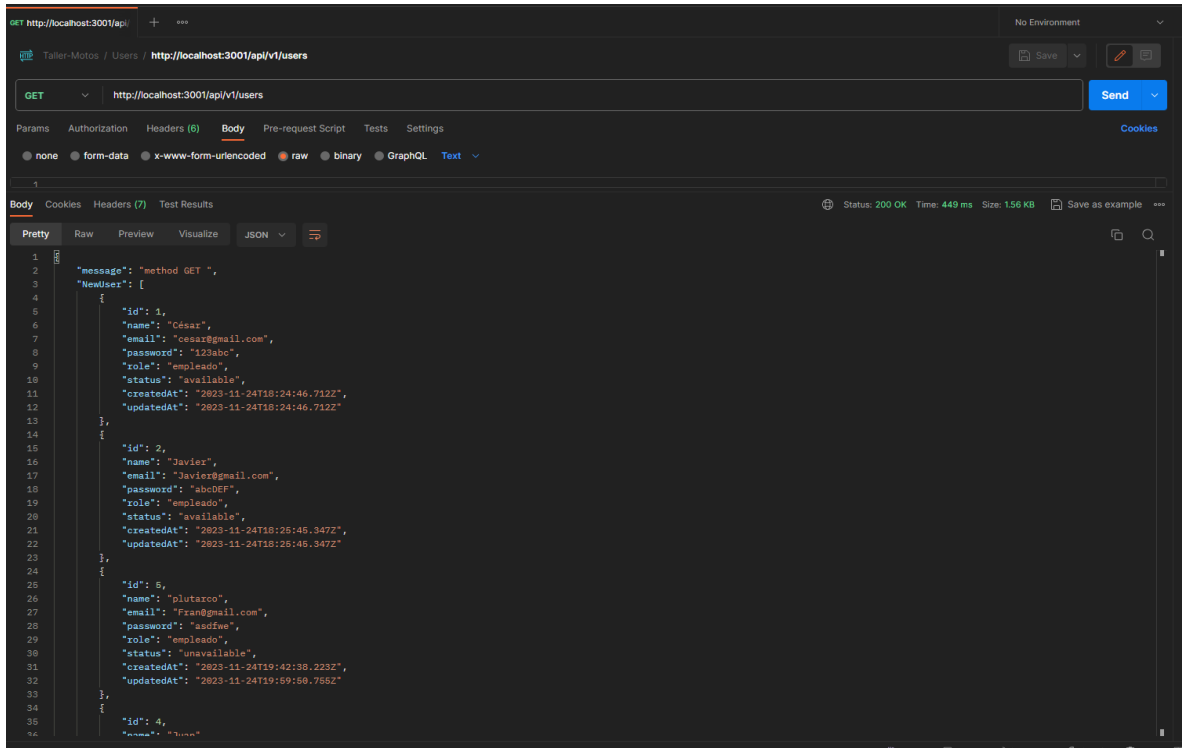 GET http://localhost:3001/api/
No Environment
HTTP Taller-Motos / Users / http://localhost:3001/api/v1/users
Save
GET http://localhost:3001/api/v1/users
Send
Params Authorization Headers (6) Body Pre-request Script Tests Settings Cookies
none form-data x-www-form-urlencoded raw binary GraphQL Text
1
Body Cookies Headers (7) Test Results Status: 200 OK Time: 449 ms Size: 1.56 KB Save as example
Pretty Raw Preview Visualize JSON
1 {
2 "message": "method GET ",
3 "NewUser": [
4 {
5 "id": 1,
6 "name": "César",
7 "email": "cesar@gmail.com",
8 "password": "123abc",
9 "role": "empleado",
10 "status": "available",
11 "createdAt": "2023-11-24T18:24:46.712Z",
12 "updatedAt": "2023-11-24T18:24:46.712Z"
13 },
14 {
15 "id": 2,
16 "name": "Javier",
17 "email": "Javier@gmail.com",
18 "password": "abcDEF",
19 "role": "empleado",
20 "status": "available",
21 "createdAt": "2023-11-24T18:25:45.347Z",
22 "updatedAt": "2023-11-24T18:25:45.347Z"
23 },
24 {
25 "id": 5,
26 "name": "plutarco",
27 "email": "Fran@gmail.com",
28 "password": "asdfwe",
29 "role": "empleado",
30 "status": "unavailable",
31 "createdAt": "2023-11-24T19:42:38.223Z",
32 "updatedAt": "2023-11-24T19:59:50.755Z"
33 },
34 {
35 "id": 4,
36 "name": "Juan"